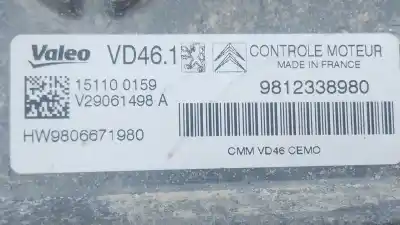 Valeo VD46.1 CONTROLE MOTEUR
MADE IN FRANCE
15110 0159
V29061498 A
9812338980
HW9806671980
CMM VD46 CEMO